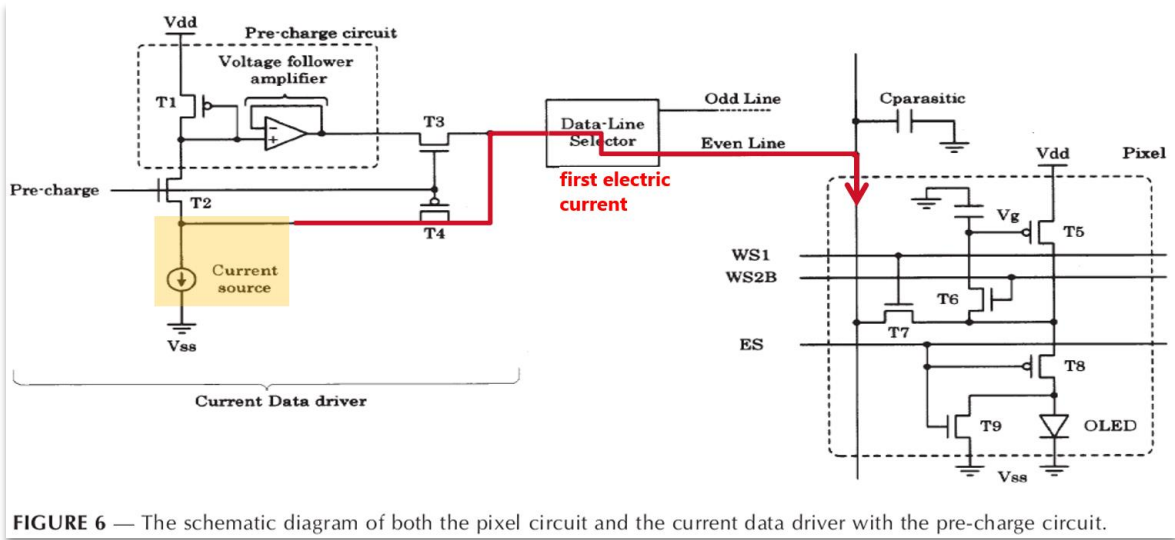 Vdd
Pre-charge circuit
Voltage follower
amplifier
T1
-
+
T3
Pre-charge
T2
T4
Current
source
Vss
Current Data driver
Data-Line
Selector
Odd Line
Even Line
first electric
current
Cparasitic
Vdd
Pixel
Vg
T5
WS1
WS2B
T6
T7
ES
T8
T9
OLED
Vss
FIGURE 6 — The schematic diagram of both the pixel circuit and the current data driver with the pre-charge circuit.